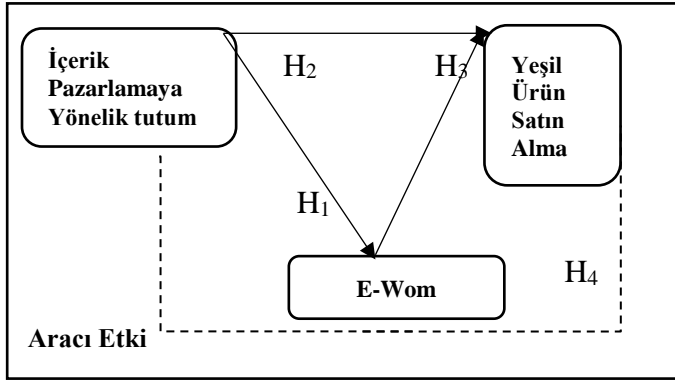 İçerik
Pazarlamaya
Yönelik tutum
H2
H3
Yeşil
Ürün
Satın
Alma
H1
E-Wom
H4
Aracı Etki